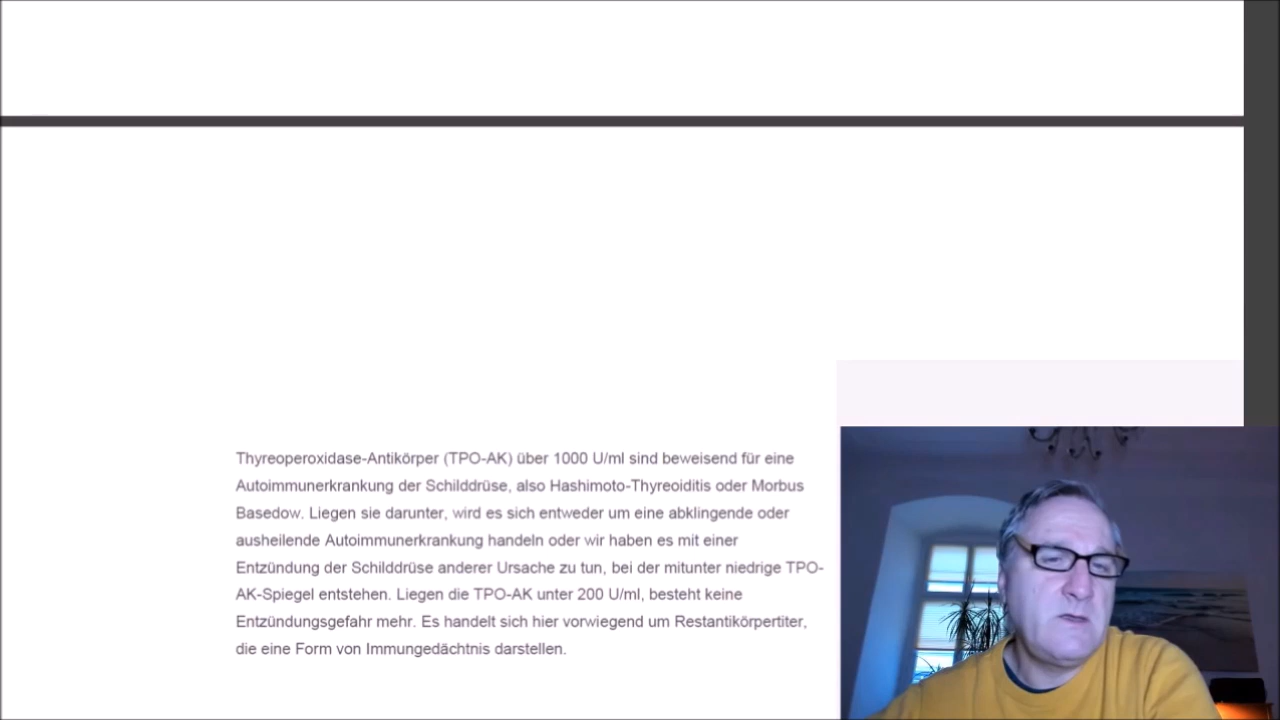 Thyreoperoxidase-Antikörper (TPO-AK) über 1000 U/ml sind beweisend für eine
Autoimmunerkrankung der Schilddrüse, also Hashimoto-Thyreoiditis oder Morbus
Basedow. Liegen sie darunter, wird es sich entweder um eine abklingende oder
ausheilende Autoimmunerkrankung handeln oder wir haben es mit einer
Entzündung der Schilddrüse anderer Ursache zu tun, bei der mitunter niedrige TPO-
AK-Spiegel entstehen. Liegen die TPO-AK unter 200 U/ml, besteht keine
Entzündungsgefahr mehr. Es handelt sich hier vorwiegend um Restantikörpertiter,
die eine Form von Immungedächtnis darstellen.